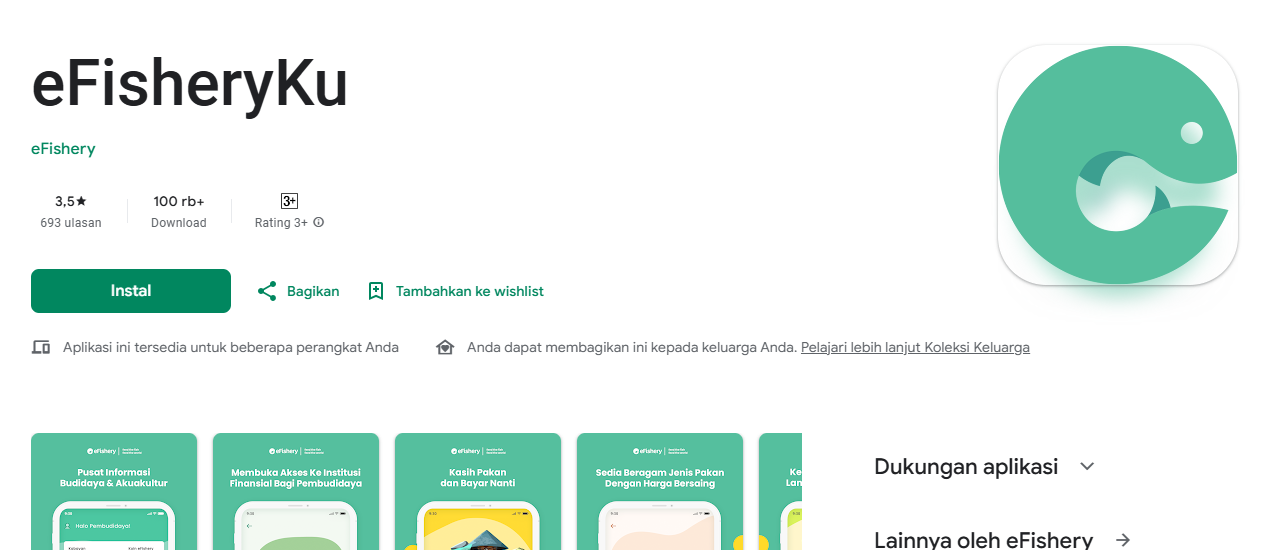 eFisheryKu
eFishery
3,5★ 100 rb+ 3+
693 ulasan Download Rating 3+
Instal Bagikan Tambahkan ke wishlist
Aplikasi ini tersedia untuk beberapa perangkat Anda Anda dapat membagikan ini kepada keluarga Anda. Pelajari lebih lanjut Koleksi Keluarga
eFishery
Pusat Informasi
Budidaya & Akuakultur
Halo Pembudidaya!
eFishery
Membuka Akses Ke Institusi
Finansial Bagi Pembudidaya
eFishery
Kasih Pakan
dan Bayar Nanti
eFishery
Sedia Beragam Jenis Pakan
Dengan Harga Bersaing
Ke
Lan
Dukungan aplikasi
Lainnya oleh eFishery